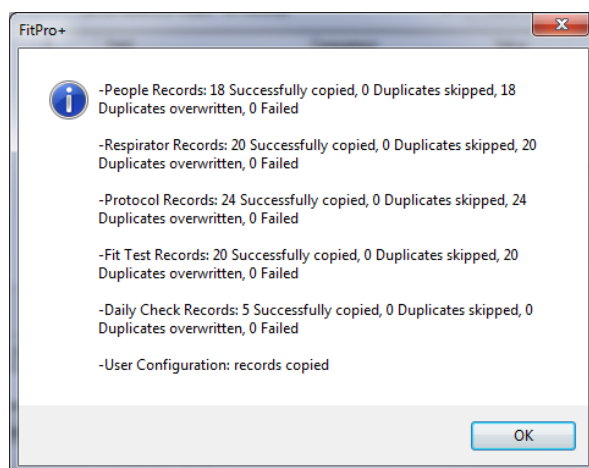 FitPro+
-People Records: 18 Successfully copied, 0 Duplicates skipped, 18
Duplicates overwritten, 0 Failed
-Respirator Records: 20 Successfully copied, 0 Duplicates skipped, 20
Duplicates overwritten, 0 Failed
-Protocol Records: 24 Successfully copied, 0 Duplicates skipped, 24
Duplicates overwritten, 0 Failed
-Fit Test Records: 20 Successfully copied, 0 Duplicates skipped, 20
Duplicates overwritten, 0 Failed
-Daily Check Records: 5 Successfully copied, 0 Duplicates skipped, 0
Duplicates overwritten, 0 Failed
-User Configuration: records copied
OK